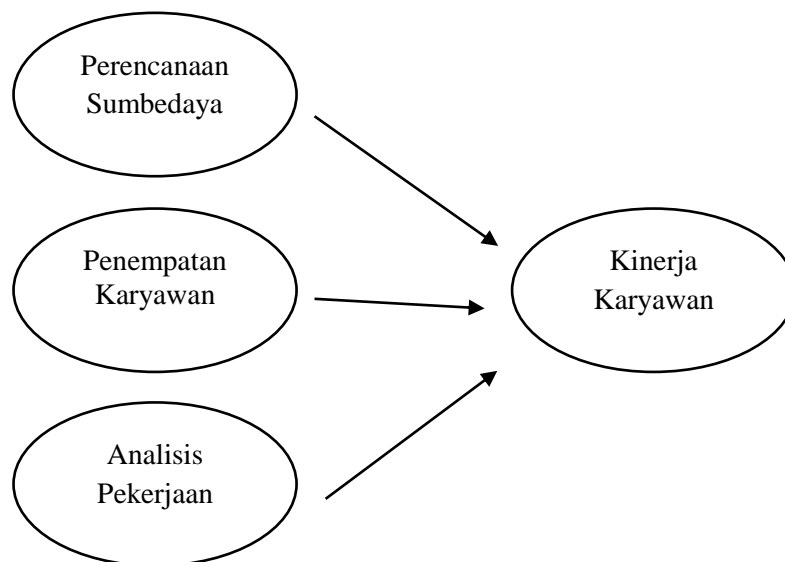 Perencanaan
Sumbedaya
Penempatan
Karyawan
Kinerja
Karyawan
Analisis
Pekerjaan